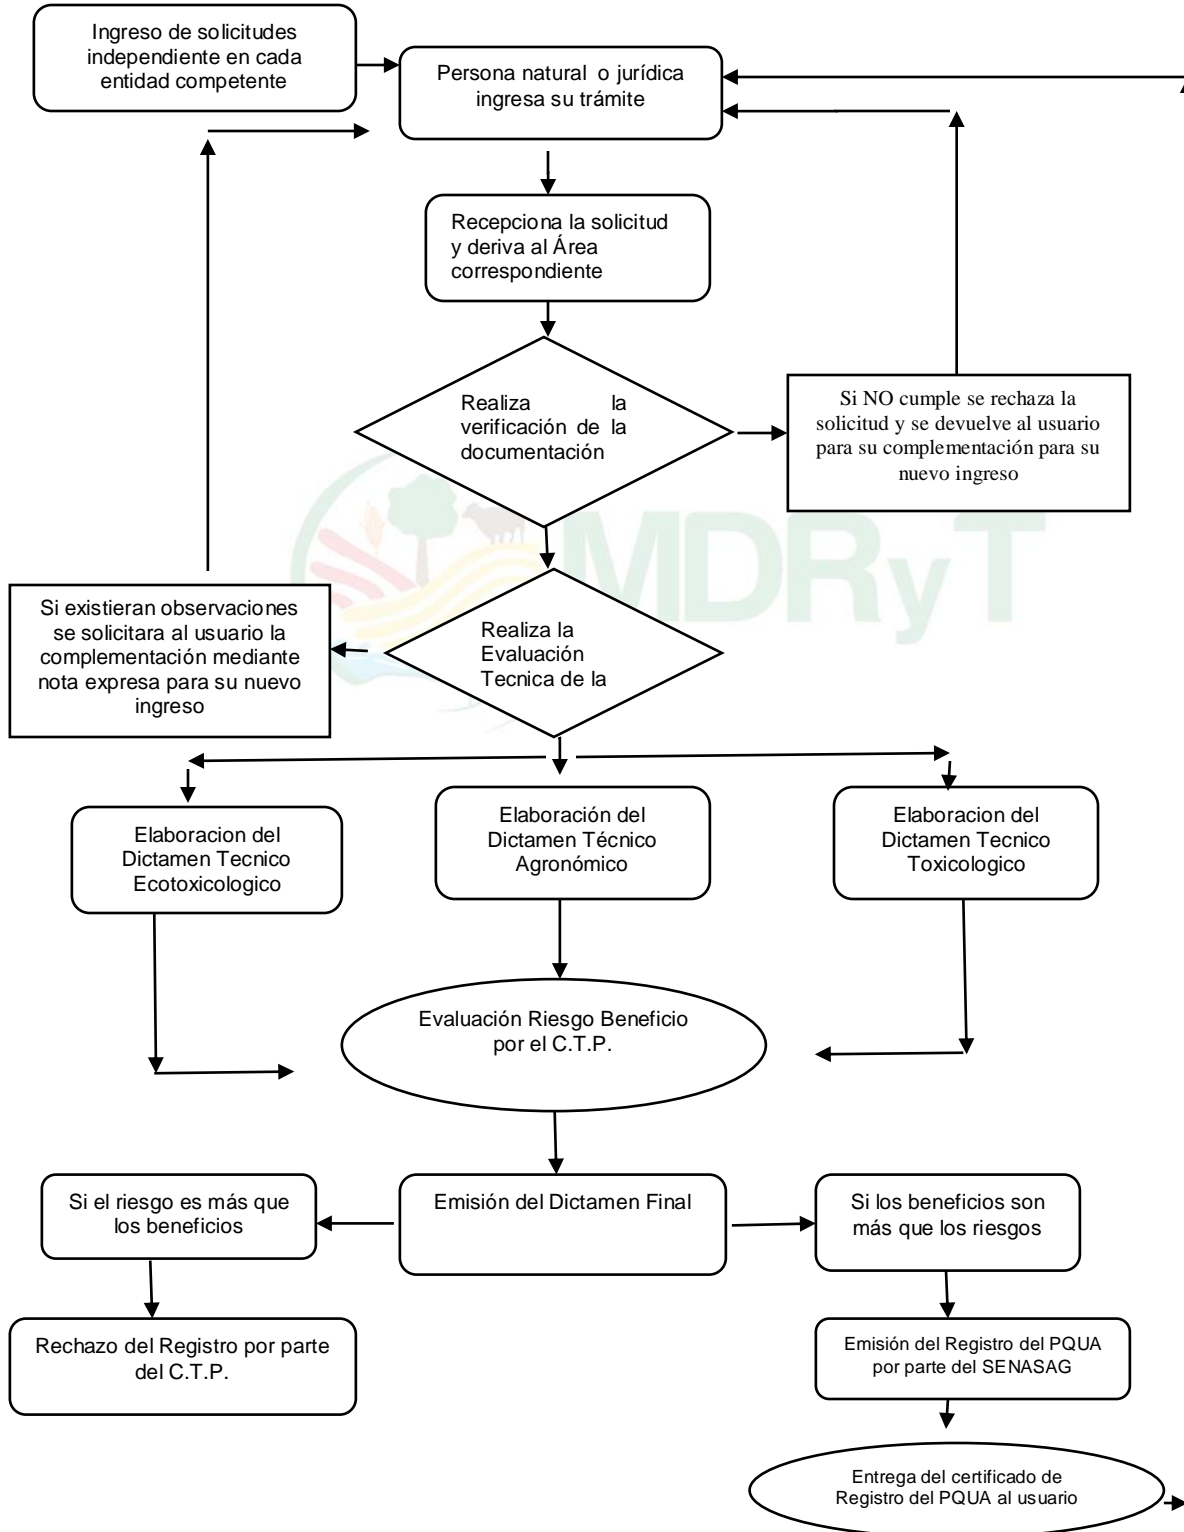 Ingreso de solicitudes
independiente en cada
entidad competente
Persona natural o jurídica
ingresa su trámite
Recepciona la solicitud
y deriva al Área
correspondiente
Realiza la
verificación de la
documentación
Si NO cumple se rechaza la
solicitud y se devuelve al usuario
para su complementación para su
nuevo ingreso
MDRyT
Si existieran observaciones
se solicitara al usuario la
complementación mediante
nota expresa para su nuevo
ingreso
Realiza la
Evaluación
Tecnica de la
Elaboracion del
Dictamen Tecnico
Ecotoxicologico
Elaboración del
Dictamen Técnico
Agronómico
Elaboracion del
Dictamen Tecnico
Toxicologico
Evaluación Riesgo Beneficio
por el C.T.P.
Si el riesgo es más que
los beneficios
Emisión del Dictamen Final
Si los beneficios son
más que los riesgos
Rechazo del Registro por parte
del C.T.P.
Emisión del Registro del PQUA
por parte del SENASAG
Entrega del certificado de
Registro del PQUA al usuario